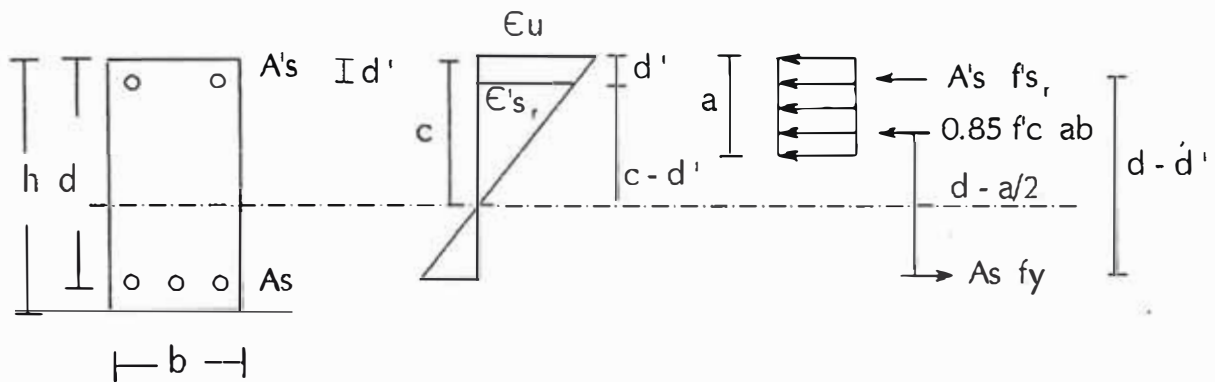 Єu
A's
d'
d'
Є's r
A's f's r
a
c
0.85 f'c ab
h
d
c - d'
d - d'
d - a/2
As
As fy
b